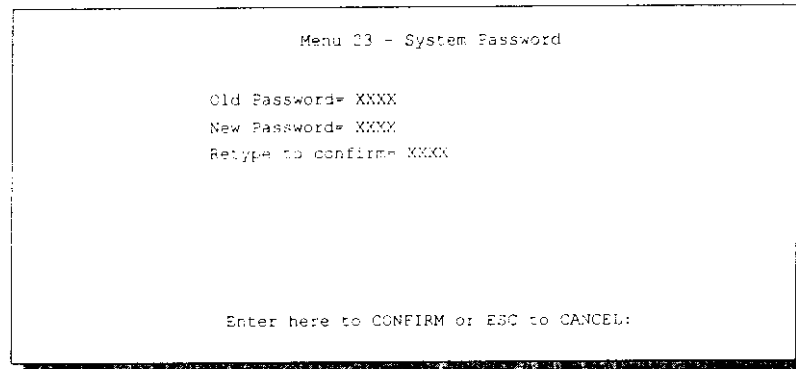 Menu 23 - System Password
Old Password= XXXX
New Password= XXXX
Retype to confirm= XXXX
Enter here to CONFIRM or ESC to CANCEL: